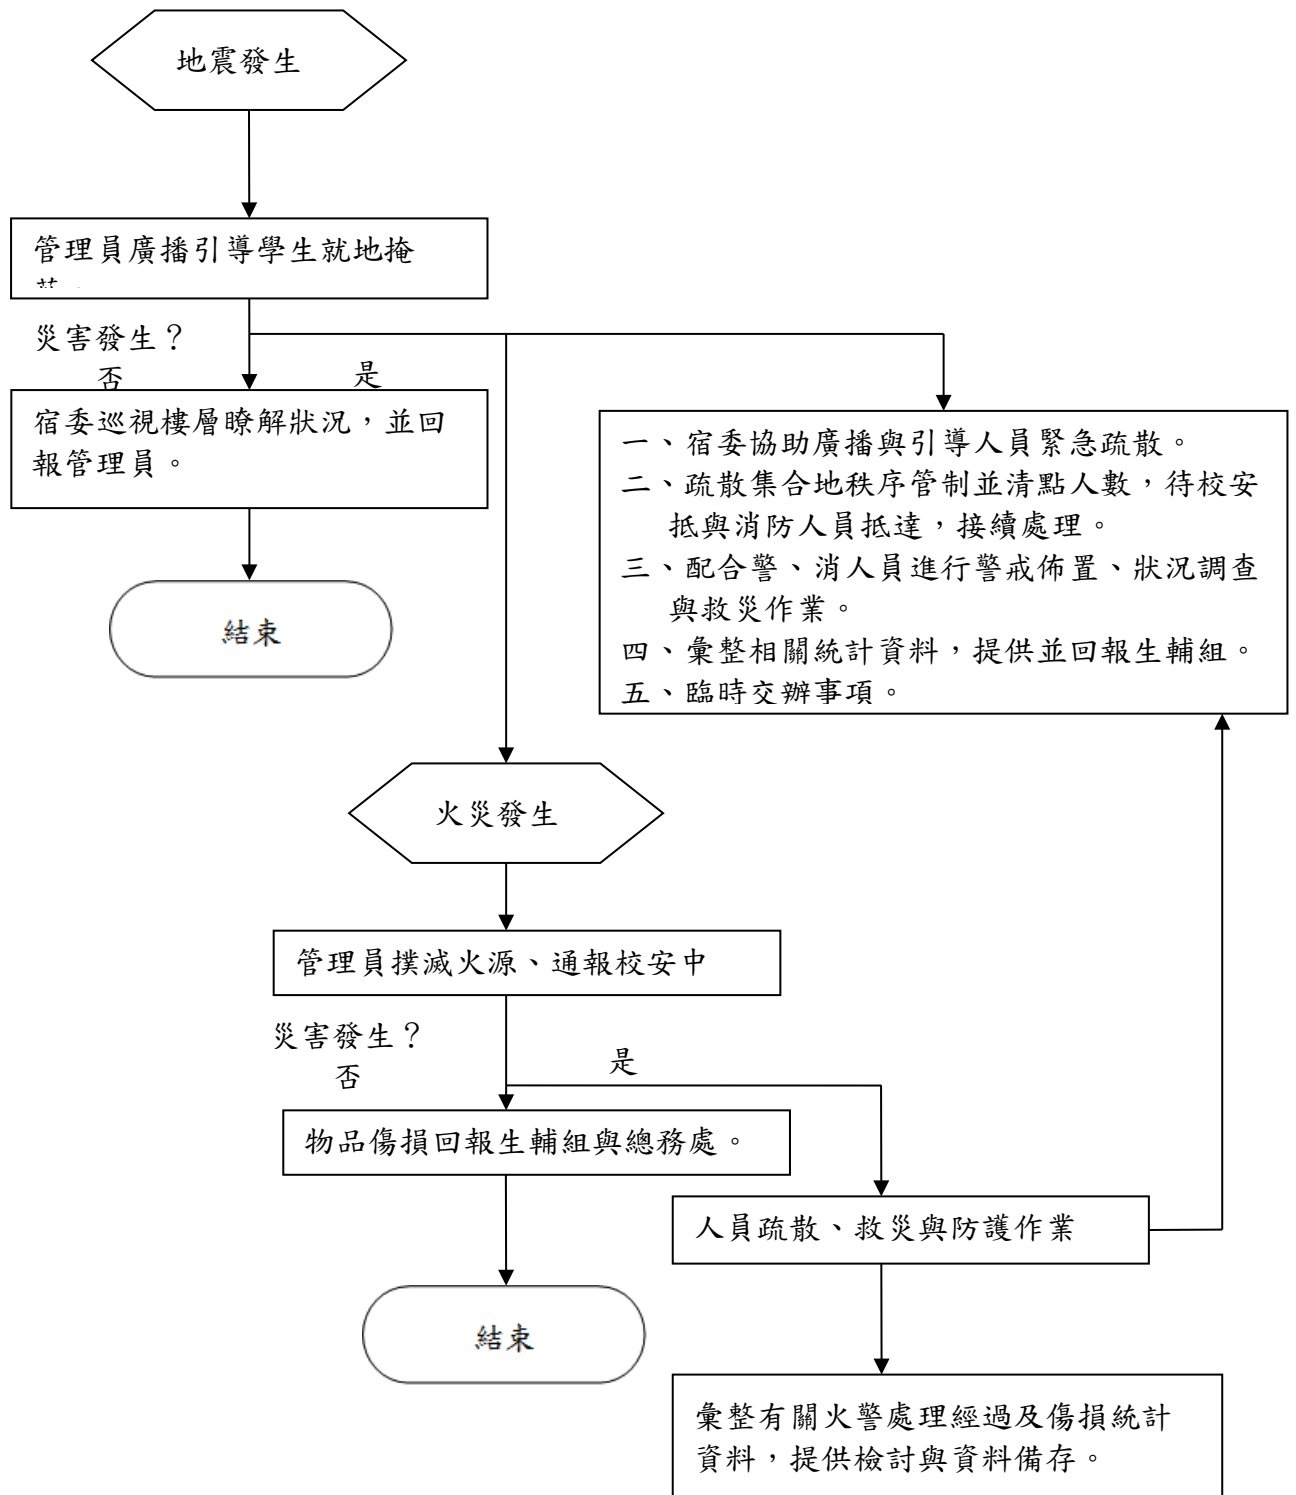 地震發生
管理員廣播引導學生就地掩
災害發生？
否
是
宿委巡視樓層瞭解狀況，並回
報管理員。
結束
一、宿委協助廣播與引導人員緊急疏散。
二、疏散集合地秩序管制並清點人數，待校安
抵與消防人員抵達，接續處理。
三、配合警、消人員進行警戒佈置、狀況調查
與救災作業。
四、彙整相關統計資料，提供並回報生輔組。
五、臨時交辦事項。
火災發生
管理員撲滅火源、通報校安中
災害發生？
否
是
物品傷損回報生輔組與總務處。
人員疏散、救災與防護作業
結束
彙整有關火警處理經過及傷損統計
資料，提供檢討與資料備存。